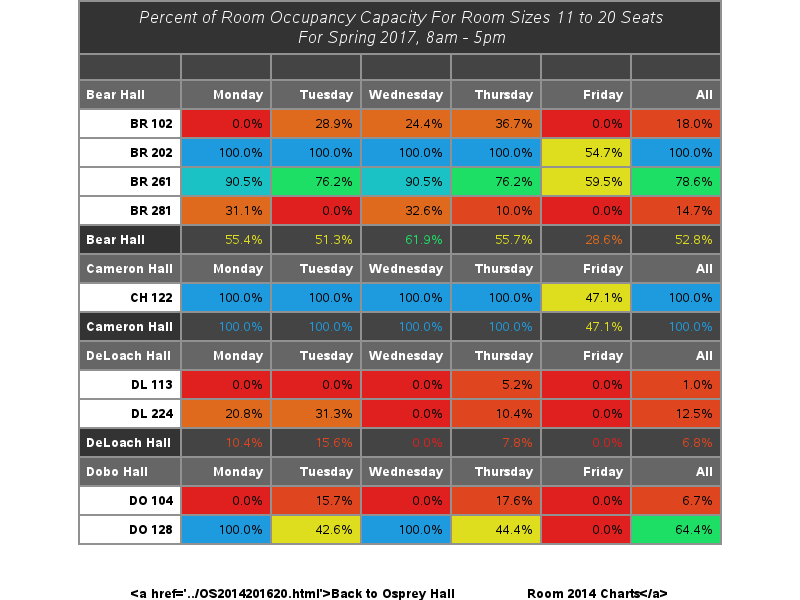 Percent of Room Occupancy Capacity For Room Sizes 11 to 20 Seats
For Spring 2017, 8am - 5pm
Bear Hall Monday Tuesday Wednesday Thursday Friday All
BR 102 0.0% 28.9% 24.4% 36.7% 0.0% 18.0%
BR 202 100.0% 100.0% 100.0% 100.0% 54.7% 100.0%
BR 261 90.5% 76.2% 90.5% 76.2% 59.5% 78.6%
BR 281 31.1% 0.0% 32.6% 10.0% 0.0% 14.7%
Bear Hall 55.4% 51.3% 61.9% 55.7% 28.6% 52.8%
Cameron Hall Monday Tuesday Wednesday Thursday Friday All
CH 122 100.0% 100.0% 100.0% 100.0% 47.1% 100.0%
Cameron Hall 100.0% 100.0% 100.0% 100.0% 47.1% 100.0%
DeLoach Hall Monday Tuesday Wednesday Thursday Friday All
DL 113 0.0% 0.0% 0.0% 5.2% 0.0% 1.0%
DL 224 20.8% 31.3% 0.0% 10.4% 0.0% 12.5%
DeLoach Hall 10.4% 15.6% 0.0% 7.8% 0.0% 6.8%
Dobo Hall Monday Tuesday Wednesday Thursday Friday All
DO 104 0.0% 15.7% 0.0% 17.6% 0.0% 6.7%
DO 128 100.0% 42.6% 100.0% 44.4% 0.0% 64.4%
<a href='../OS2014201620.html'>Back to Osprey Hall Room 2014 Charts</a>